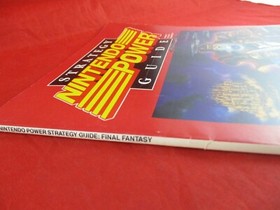 STRATEGY
NINTENDO
POWER
GUIDE
NINTENDO POWER STRATEGY GUIDE: FINAL FANTASY